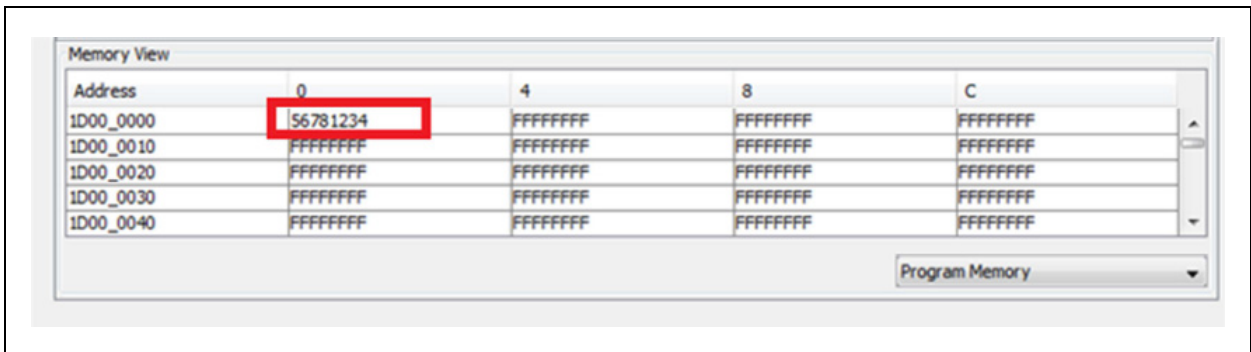 Memory View
Address 0 4 8 C
1D00_0000 56781234 FFFFFFFF FFFFFFFF FFFFFFFF
1D00_0010 FFFFFFFF FFFFFFFF FFFFFFFF FFFFFFFF
1D00_0020 FFFFFFFF FFFFFFFF FFFFFFFF FFFFFFFF
1D00_0030 FFFFFFFF FFFFFFFF FFFFFFFF FFFFFFFF
1D00_0040 FFFFFFFF FFFFFFFF FFFFFFFF FFFFFFFF
Program Memory